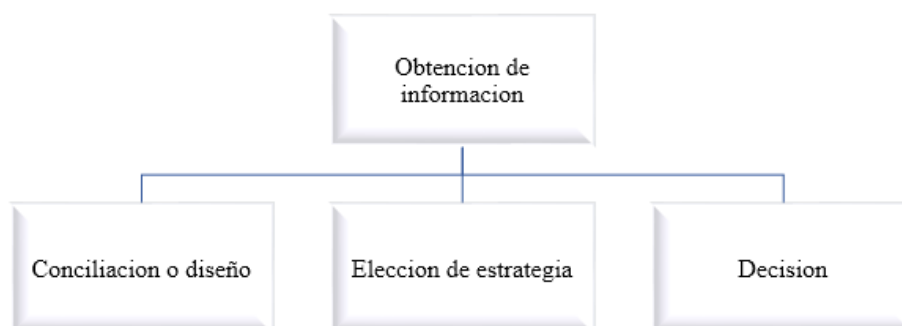 Obtencion de
informacion
Conciliacion o diseño
Eleccion de estrategia
Decision